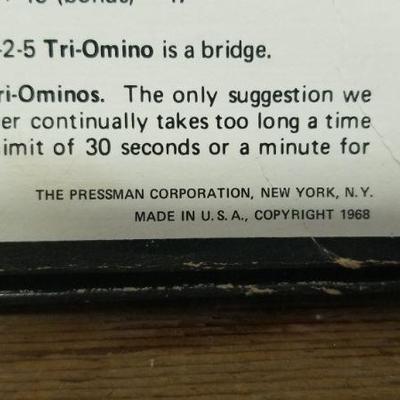 -2-5 Tri-Omino is a bridge.
ri-Ominos. The only suggestion we
er continually takes too long a time
imit of 30 seconds or a minute for
THE PRESSMAN CORPORATION, NEW YORK, N.Y.
MADE IN U.S.A., COPYRIGHT 1968